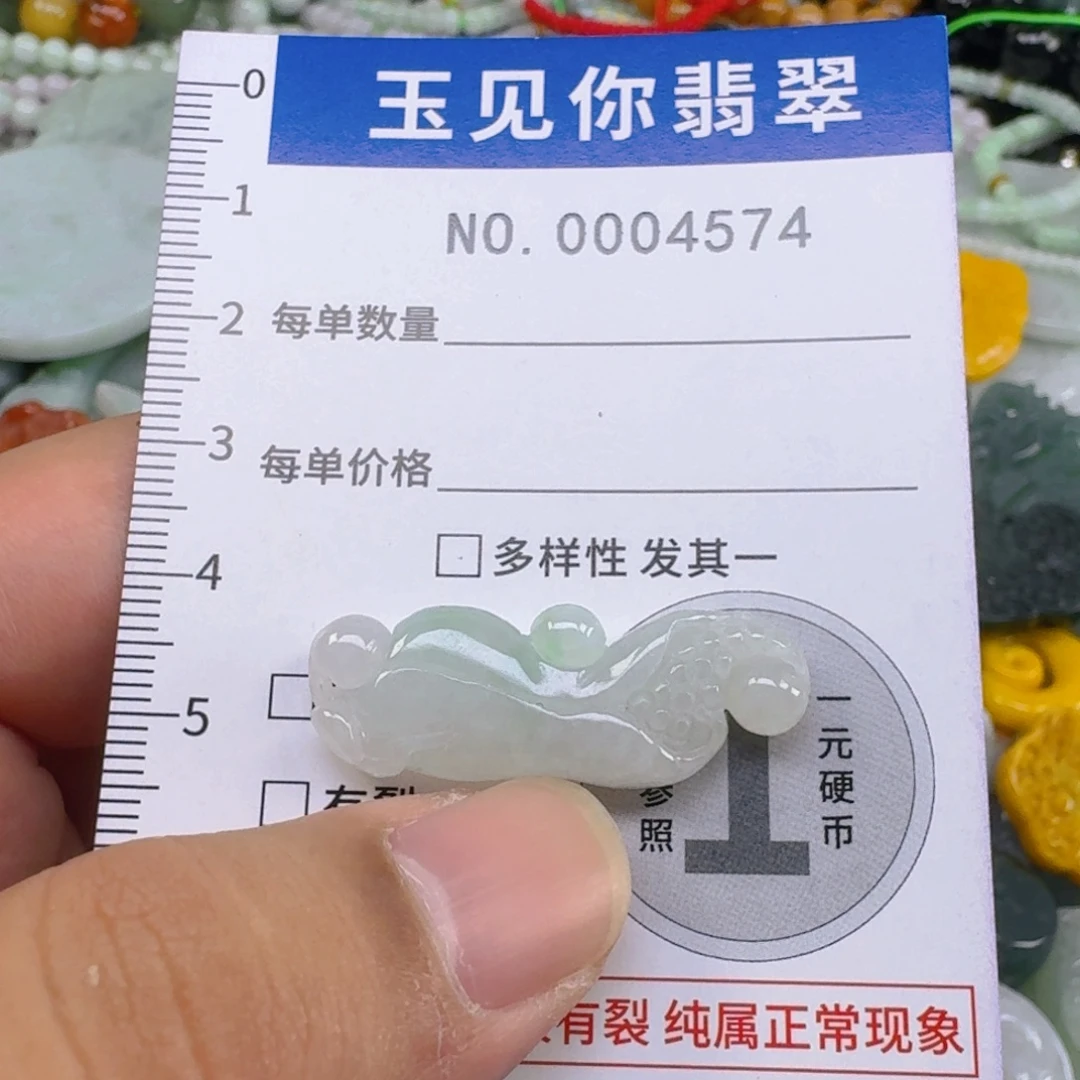 玉见你翡翠
NO. 0004574
0
1
2
3
4
5
每单数量
每单价格
多样性 发其一
有裂
一元硬币
参照
1
有裂 纯属正常现象